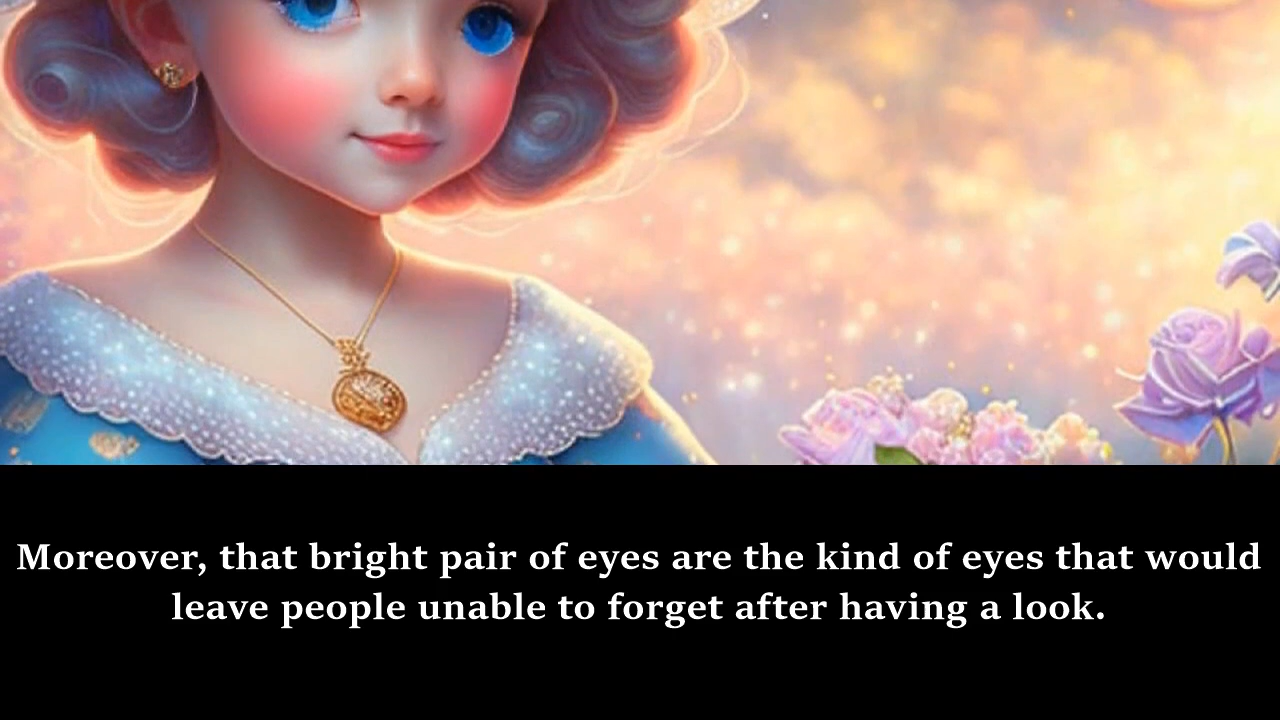 Moreover, that bright pair of eyes are the kind of eyes that would
leave people unable to forget after having a look.